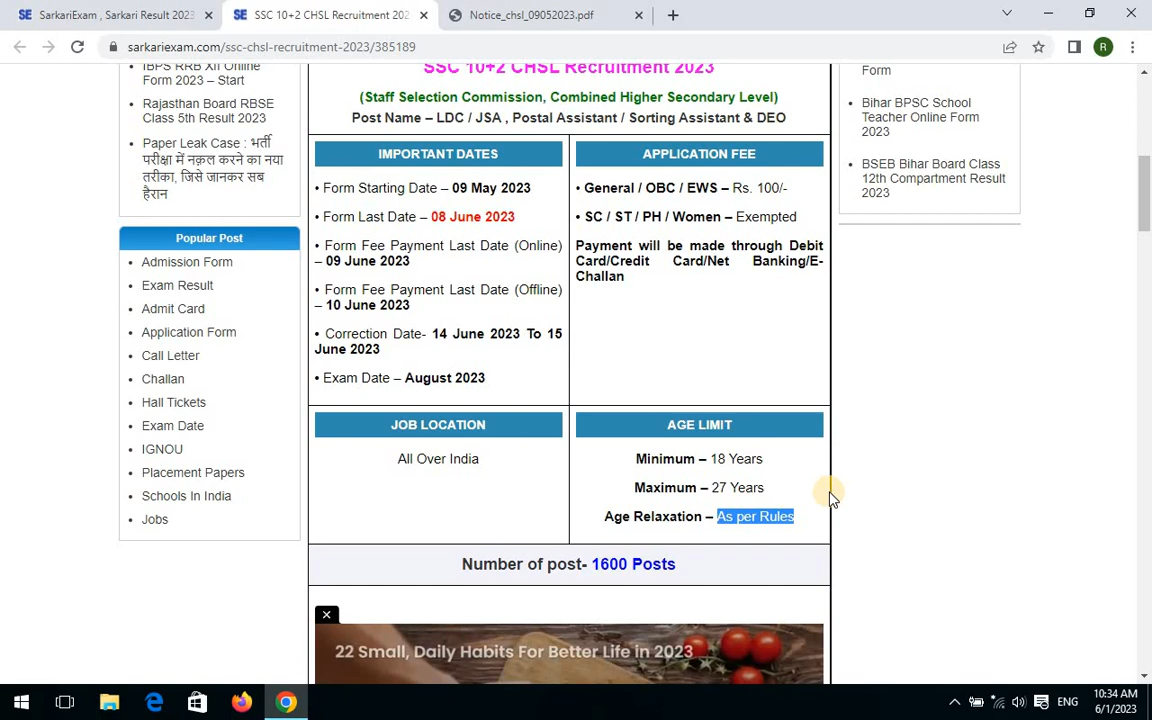 SarkariExam , Sarkari Result 2023
SSC 10+2 CHSL Recruitment 202
Notice_chsl_09052023.pdf
sarkariexam.com/ssc-chsl-recruitment-2023/385189
R
IBPS RRB XII Online
Form 2023 – Start
Rajasthan Board RBSE
Class 5th Result 2023
Paper Leak Case : भर्ती
परीक्षा में नक़ल करने का नया
तरीका, जिसे जानकर सब
हैरान
Popular Post
Admission Form
Exam Result
Admit Card
Application Form
Call Letter
Challan
Hall Tickets
Exam Date
IGNOU
Placement Papers
Schools In India
Jobs
SSC 10+2 CHSL Recruitment 2023
(Staff Selection Commission, Combined Higher Secondary Level)
Post Name – LDC / JSA , Postal Assistant / Sorting Assistant & DEO
IMPORTANT DATES
• Form Starting Date – 09 May 2023
• Form Last Date – 08 June 2023
• Form Fee Payment Last Date (Online)
– 09 June 2023
• Form Fee Payment Last Date (Offline)
– 10 June 2023
• Correction Date- 14 June 2023 To 15
June 2023
• Exam Date – August 2023
APPLICATION FEE
• General / OBC / EWS – Rs. 100/-
• SC / ST / PH / Women – Exempted
Payment will be made through Debit
Card/Credit Card/Net Banking/E-
Challan
JOB LOCATION
All Over India
AGE LIMIT
Minimum – 18 Years
Maximum – 27 Years
Age Relaxation – As per Rules
Number of post- 1600 Posts
22 Small, Daily Habits For Better Life in 2023
Form
Bihar BPSC School
Teacher Online Form
2023
BSEB Bihar Board Class
12th Compartment Result
2023
ENG
10:34 AM
6/1/2023